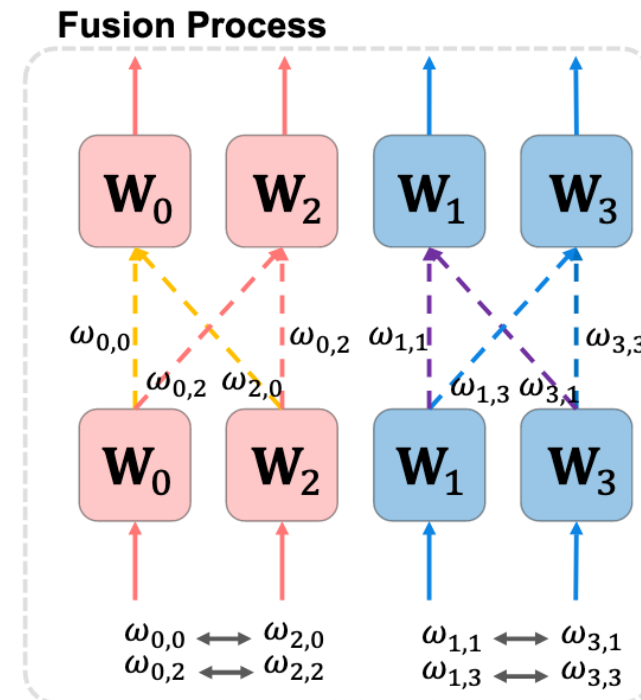 Fusion Process
W₀ W₂ W₁ W₃
ω₀,₀ ω₀,₂ ω₁,₁ ω₃,₃
ω₀,₂ ω₂,₀ ω₁,₃ ω₃,₁
W₀ W₂ W₁ W₃
ω₀,₀ ↔ ω₂,₀ ω₁,₁ ↔ ω₃,₁
ω₀,₂ ↔ ω₂,₂ ω₁,₃ ↔ ω₃,₃